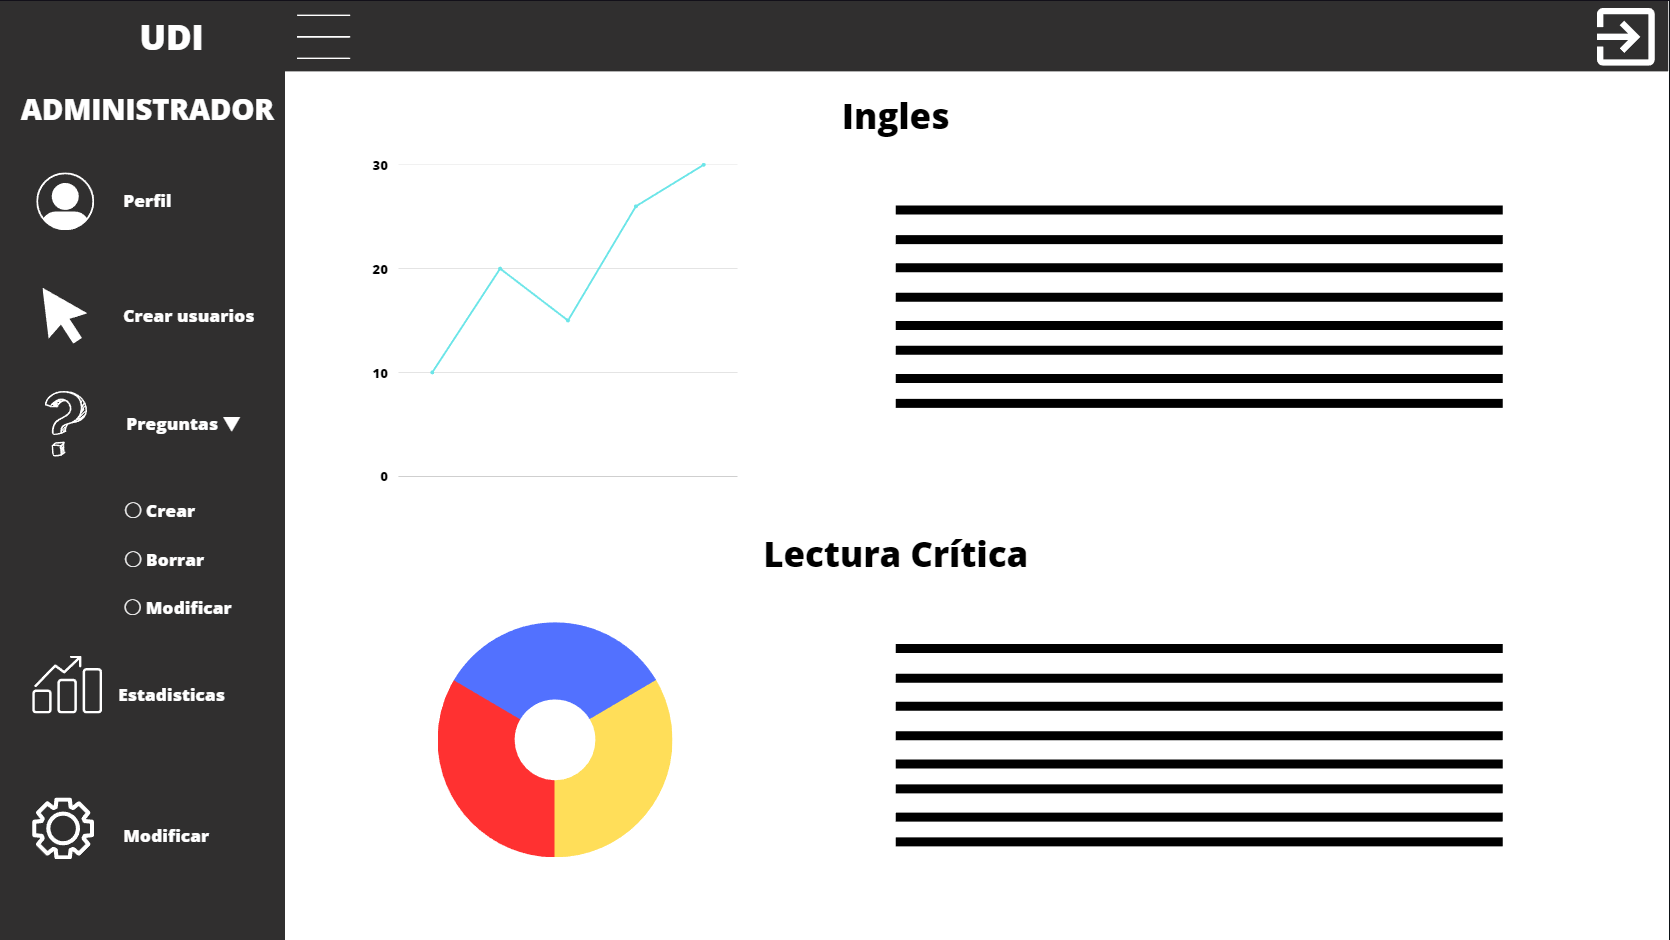 UDI
ADMINISTRADOR
Perfil
Crear usuarios
Preguntas
Crear
Borrar
Modificar
Estadisticas
Modificar
Ingles
30
20
10
0
Lectura Crítica